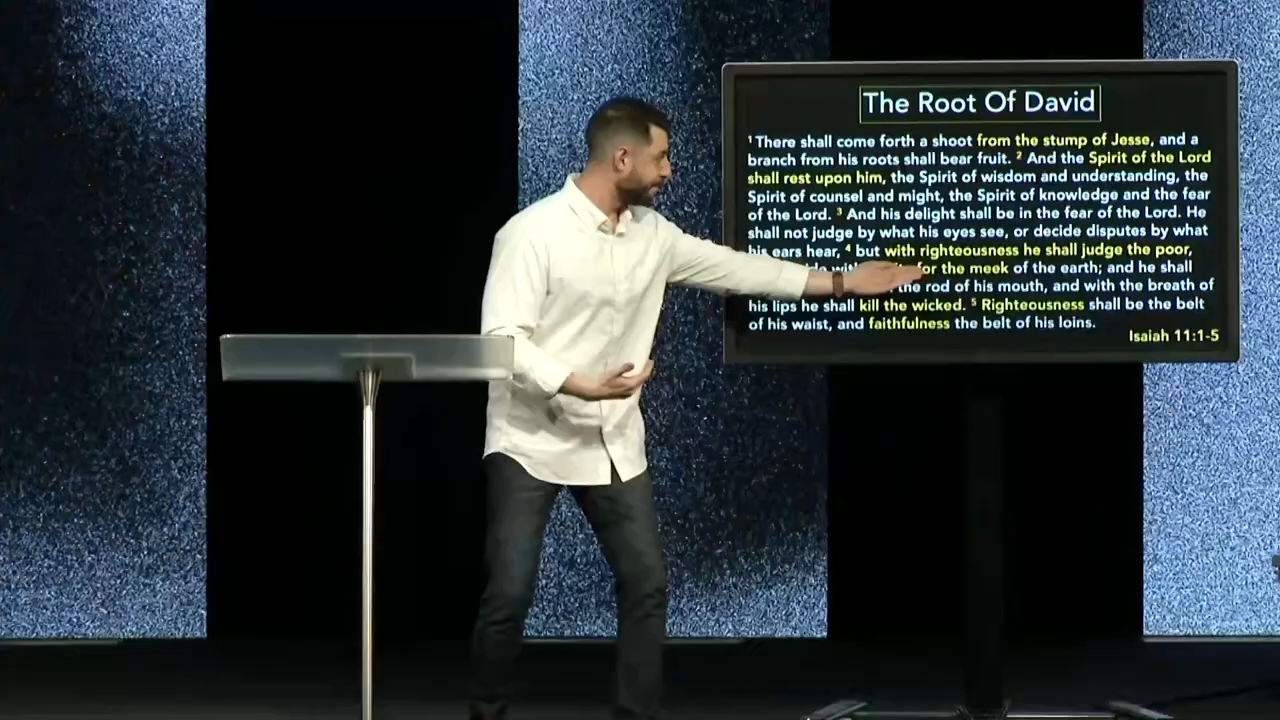 The Root Of David
¹ There shall come forth a shoot from the stump of Jesse, and a
branch from his roots shall bear fruit. ² And the Spirit of the Lord
shall rest upon him, the Spirit of wisdom and understanding, the
Spirit of counsel and might, the Spirit of knowledge and the fear
of the Lord. ³ And his delight shall be in the fear of the Lord. He
shall not judge by what his eyes see, or decide disputes by what
his ears hear, ⁴ but with righteousness he shall judge the poor,
for the meek of the earth; and he shall
the rod of his mouth, and with the breath of
his lips he shall kill the wicked. ⁵ Righteousness shall be the belt
of his waist, and faithfulness the belt of his loins.
Isaiah 11:1-5